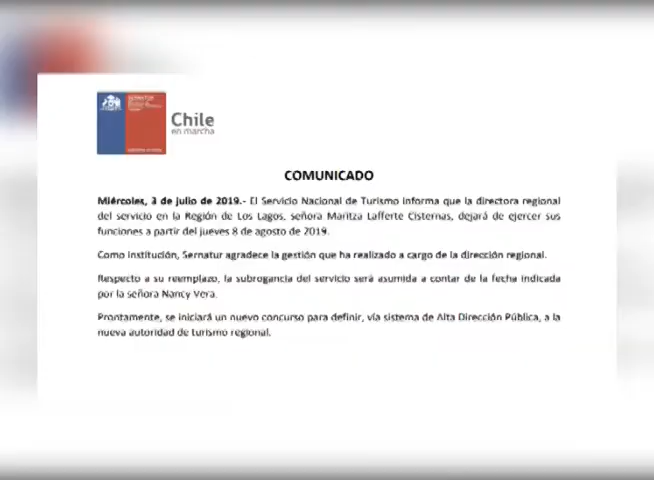 SERNATUR
Chile
en marcha
COMUNICADO
Miércoles, 3 de julio de 2019.- El Servicio Nacional de Turismo informa que la directora regional
del servicio en la Región de Los Lagos, señora Maritza Lafferte Cisternas, dejará de ejercer sus
funciones a partir del jueves 8 de agosto de 2019.
Como institución, Sernatur agradece la gestión que ha realizado a cargo de la dirección regional.
Respecto a su reemplazo, la subrogancia del servicio será asumida a contar de la fecha indicada
por la señora Nancy Vera.
Prontamente, se iniciará un nuevo concurso para definir, vía sistema de Alta Dirección Pública, a la
nueva autoridad de turismo regional.